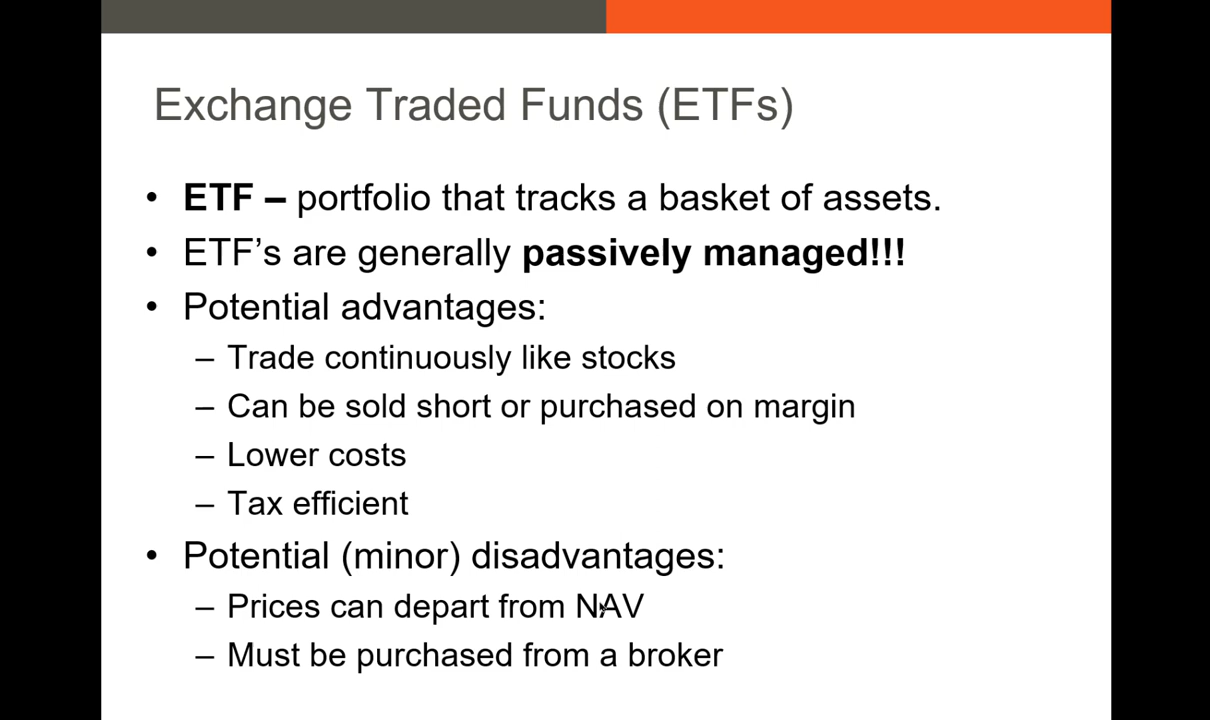 Exchange Traded Funds (ETFs)
• ETF – portfolio that tracks a basket of assets.
• ETF’s are generally passively managed!!!
• Potential advantages:
– Trade continuously like stocks
– Can be sold short or purchased on margin
– Lower costs
– Tax efficient
• Potential (minor) disadvantages:
– Prices can depart from NAV
– Must be purchased from a broker